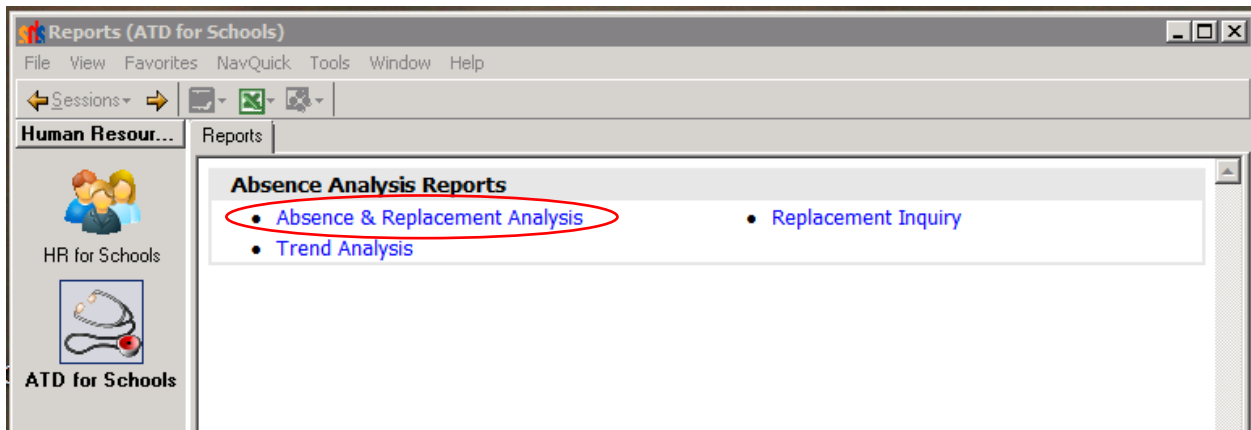 srb Reports (ATD for Schools)
File View Favorites NavQuick Tools Window Help
Sessions
Human Resour... Reports
Absence Analysis Reports
• Absence & Replacement Analysis • Replacement Inquiry
• Trend Analysis
HR for Schools
ATD for Schools